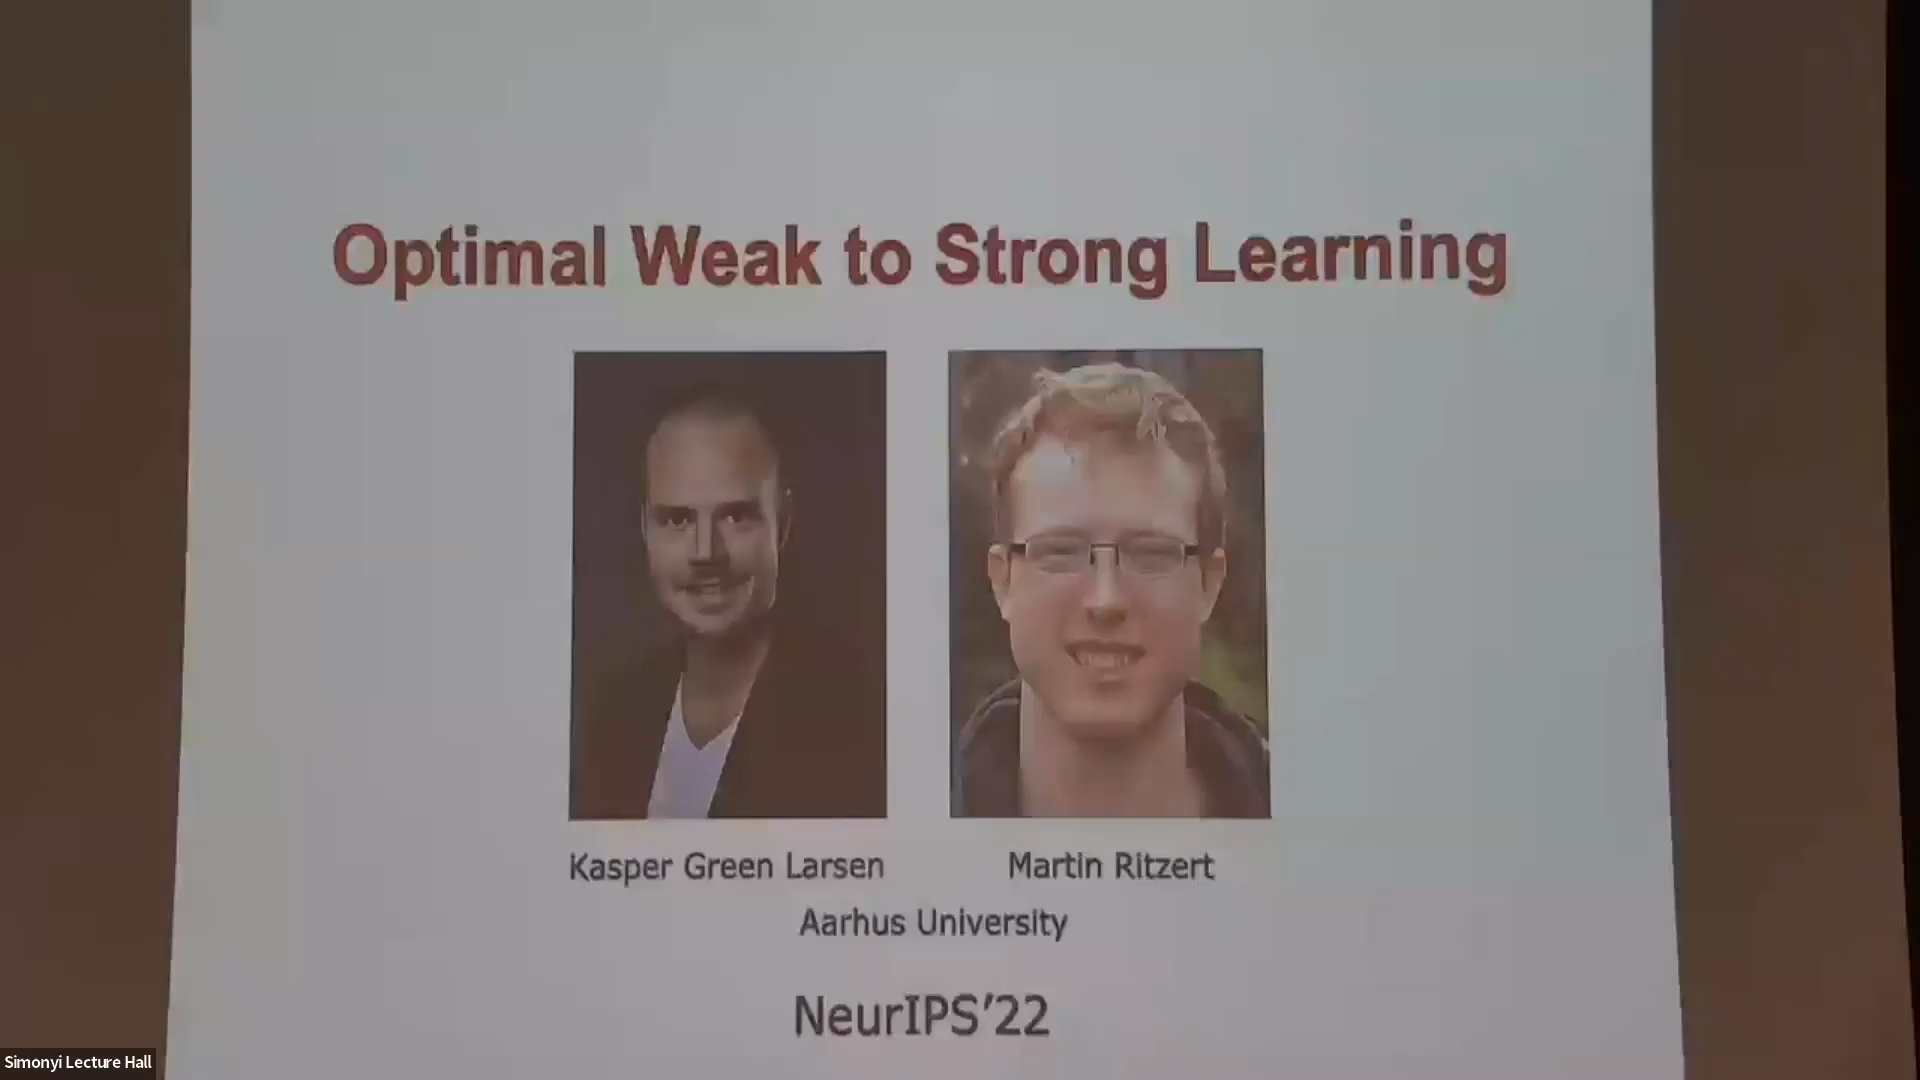 Optimal Weak to Strong Learning
Kasper Green Larsen
Martin Ritzert
Aarhus University
NeurIPS'22
Simonyi Lecture Hall